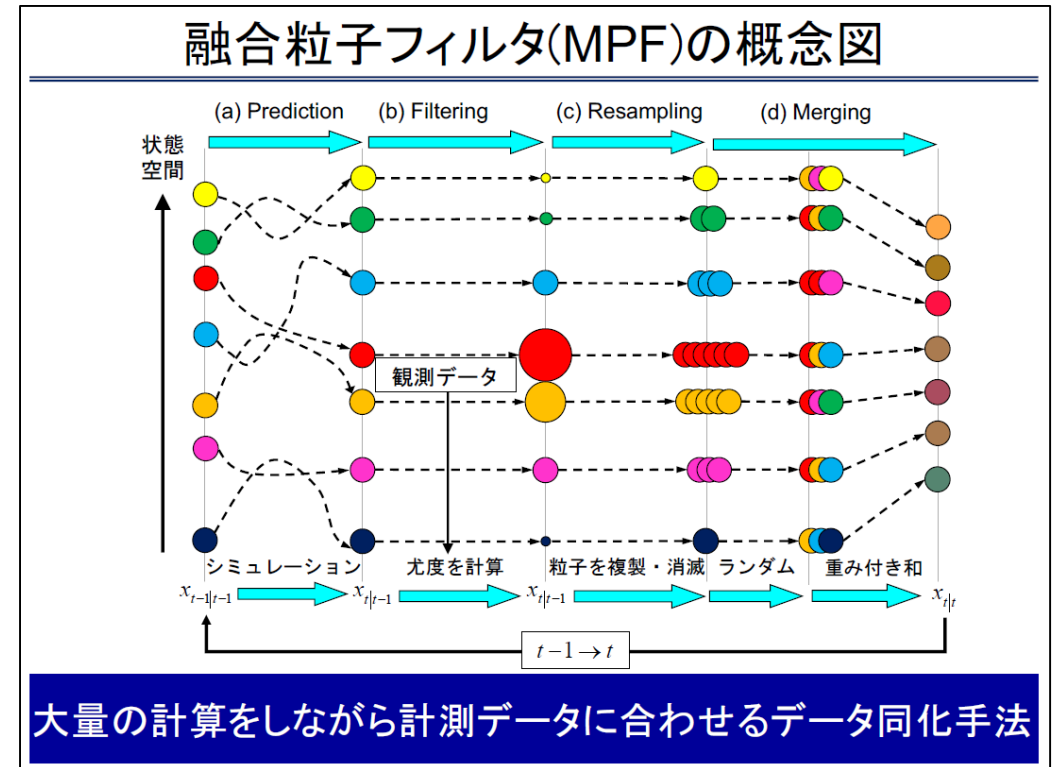 融合粒子フィルタ(MPF)の概念図
(a) Prediction
(b) Filtering
(c) Resampling
(d) Merging
状態
空間
観測データ
シミュレーション
尤度を計算
粒子を複製・消滅
ランダム
重み付き和
x_{t-1|t-1}
x_{t|t-1}
x_{t|t-1}
x_{t|t}
t-1→t
大量の計算をしながら計測データに合わせるデータ同化手法